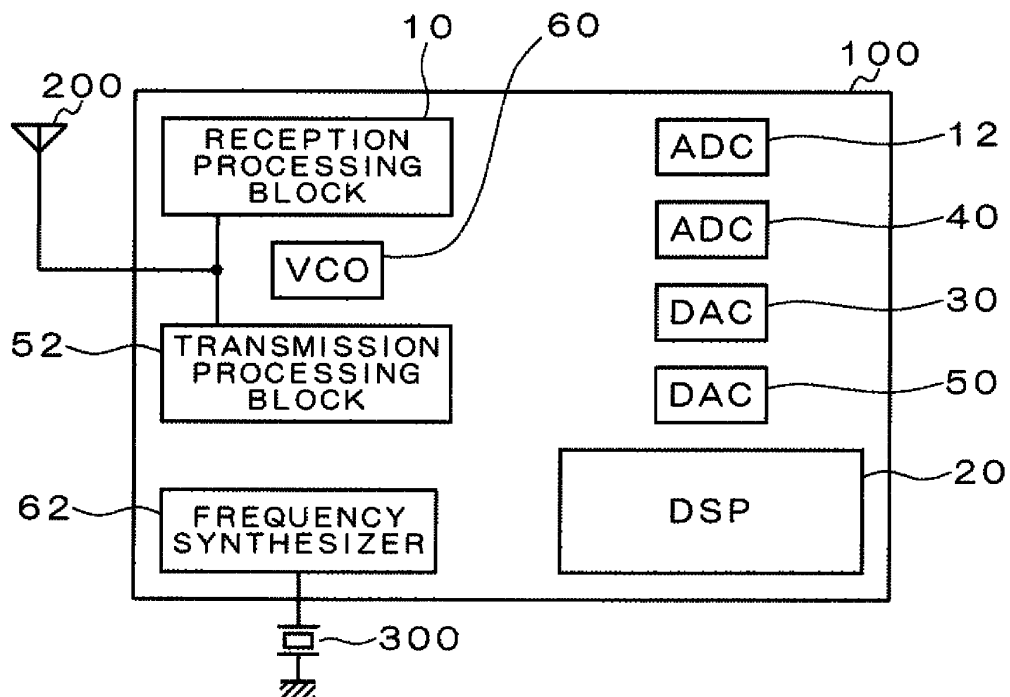 10
60
100
200
RECEPTION
PROCESSING
BLOCK
ADC
12
ADC
40
VCO
DAC
30
52
TRANSMISSION
PROCESSING
BLOCK
DAC
50
20
62
FREQUENCY
SYNTHESIZER
DSP
300